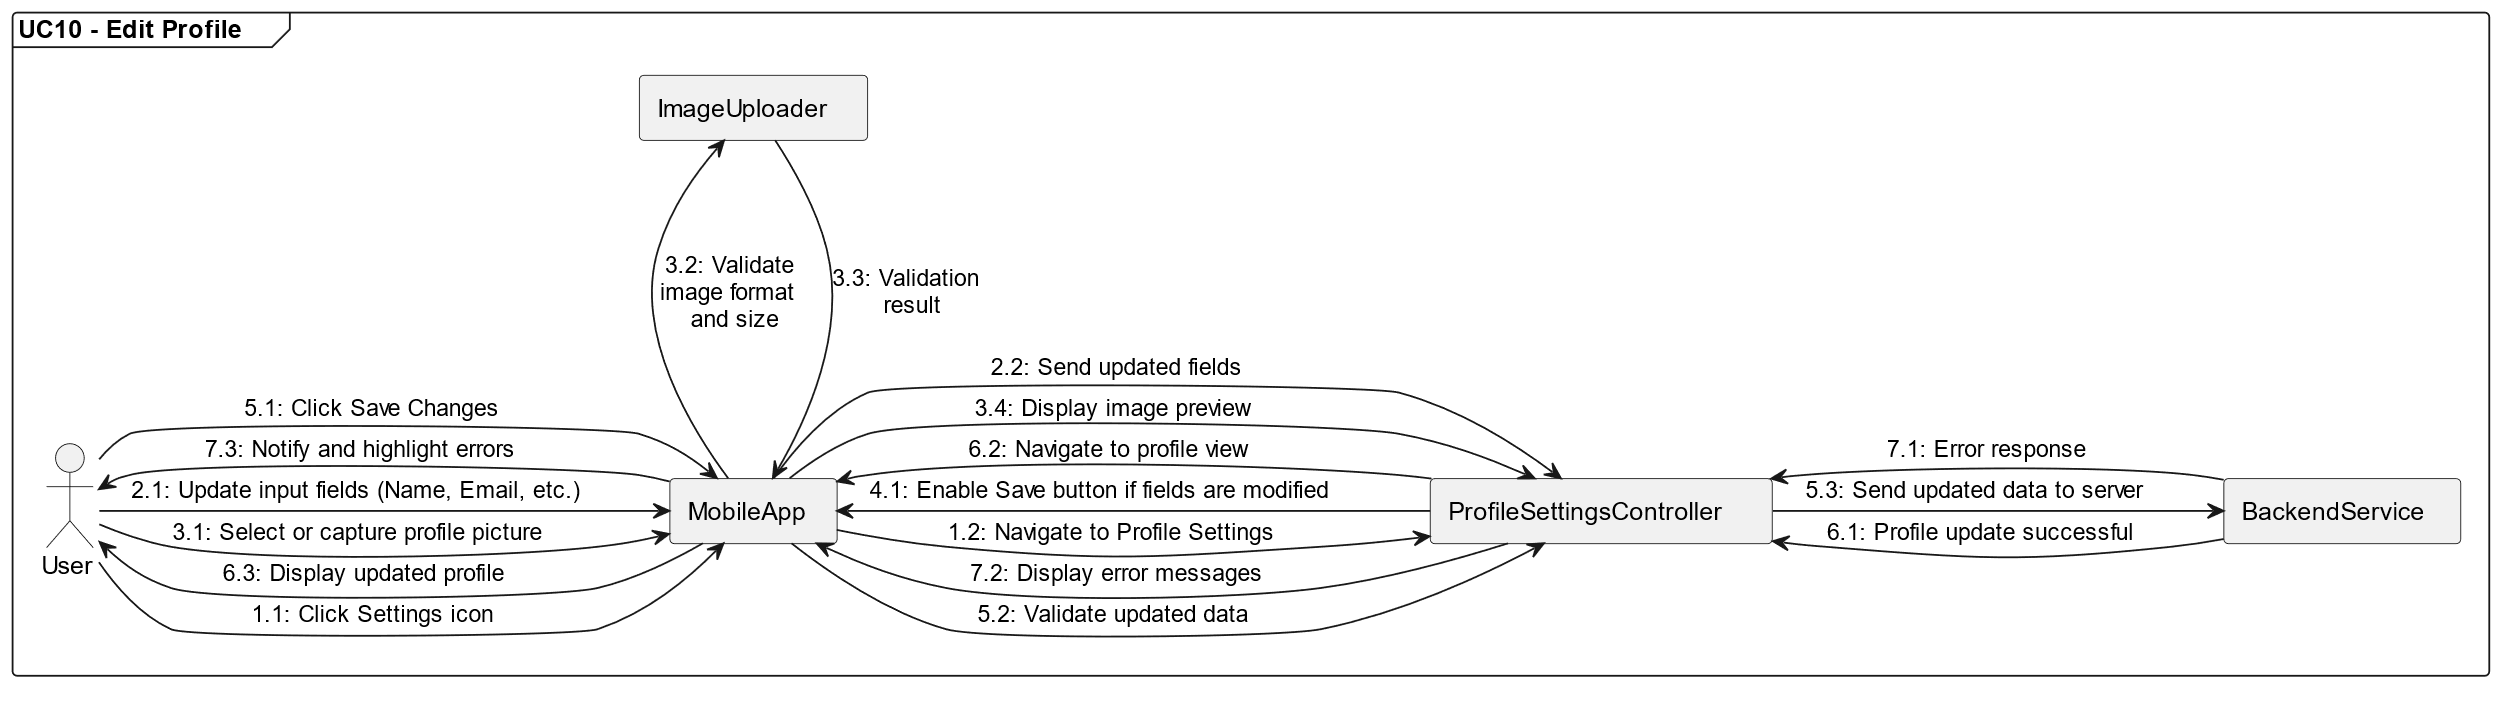 UC10 - Edit Profile
ImageUploader
3.2: Validate
image format
and size
3.3: Validation
result
2.2: Send updated fields
5.1: Click Save Changes
3.4: Display image preview
7.3: Notify and highlight errors
6.2: Navigate to profile view
7.1: Error response
2.1: Update input fields (Name, Email, etc.)
4.1: Enable Save button if fields are modified
5.3: Send updated data to server
MobileApp
ProfileSettingsController
BackendService
3.1: Select or capture profile picture
1.2: Navigate to Profile Settings
6.1: Profile update successful
User
6.3: Display updated profile
7.2: Display error messages
1.1: Click Settings icon
5.2: Validate updated data